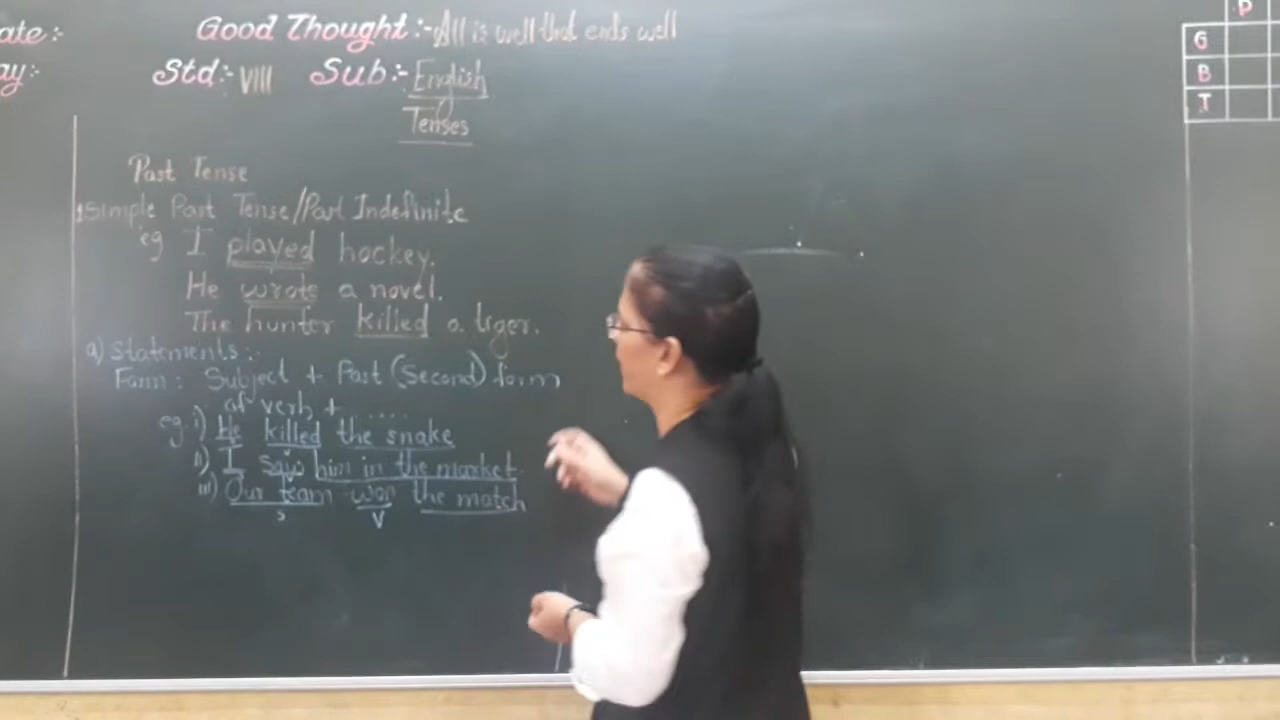 ate:-
Good Thought:- All is well that ends well
ay:-
Std:- VIII Sub:- English
Tenses
P
G
B
T
Past Tense
1Simple Past Tense/Past Indefinite
eg I played hockey.
He wrote a novel.
The hunter killed a tiger.
a) Statements:-
Form: Subject + Past (Second) form
of verb + .....
eg. i) He killed the snake
ii) I saw him in the market.
iii) Our team won the match
s v